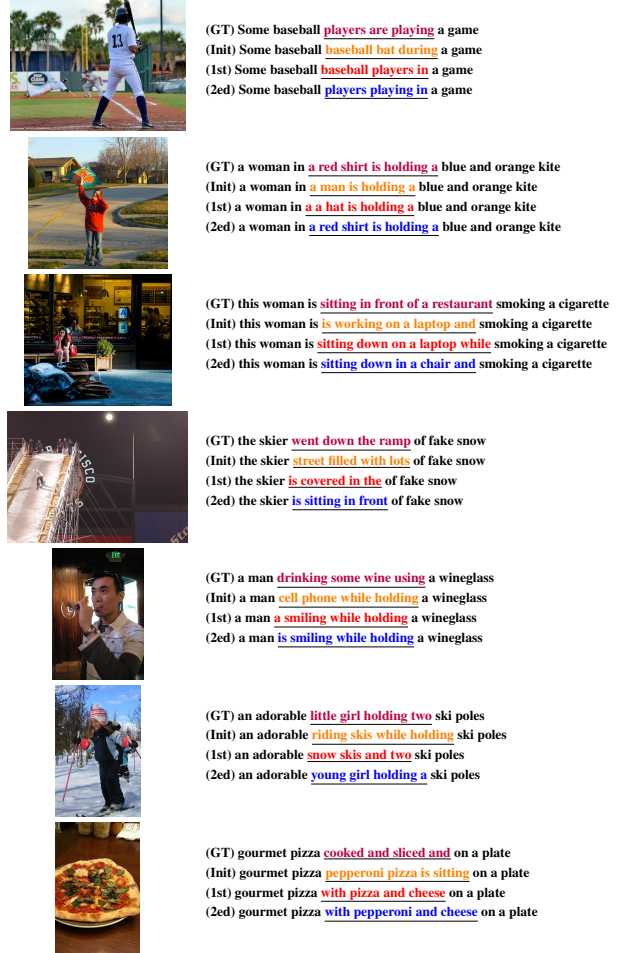 13
(GT) Some baseball players are playing a game
(Init) Some baseball baseball bat during a game
(1st) Some baseball baseball players in a game
(2ed) Some baseball players playing in a game
(GT) a woman in a red shirt is holding a blue and orange kite
(Init) a woman in a man is holding a blue and orange kite
(1st) a woman in a a hat is holding a blue and orange kite
(2ed) a woman in a red shirt is holding a blue and orange kite
(GT) this woman is sitting in front of a restaurant smoking a cigarette
(Init) this woman is is working on a laptop and smoking a cigarette
(1st) this woman is sitting down on a laptop while smoking a cigarette
(2ed) this woman is sitting down in a chair and smoking a cigarette
(GT) the skier went down the ramp of fake snow
(Init) the skier street filled with lots of fake snow
(1st) the skier is covered in the of fake snow
(2ed) the skier is sitting in front of fake snow
(GT) a man drinking some wine using a wineglass
(Init) a man cell phone while holding a wineglass
(1st) a man a smiling while holding a wineglass
(2ed) a man is smiling while holding a wineglass
(GT) an adorable little girl holding two ski poles
(Init) an adorable riding skis while holding ski poles
(1st) an adorable snow skis and two ski poles
(2ed) an adorable young girl holding a ski poles
(GT) gourmet pizza cooked and sliced and on a plate
(Init) gourmet pizza pepperoni pizza is sitting on a plate
(1st) gourmet pizza with pizza and cheese on a plate
(2ed) gourmet pizza with pepperoni and cheese on a plate